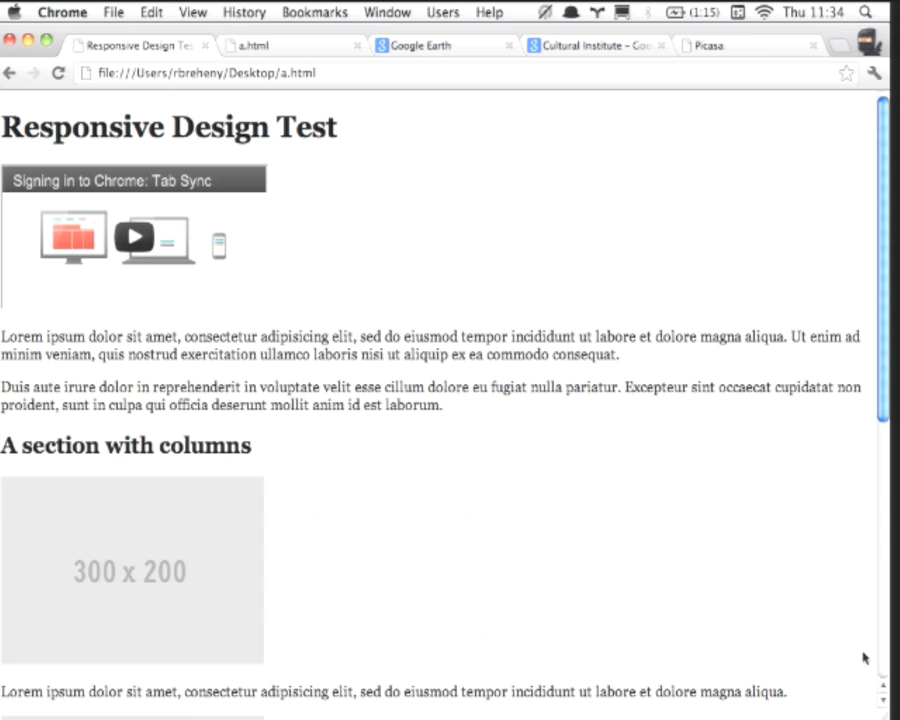 Chrome File Edit View History Bookmarks Window Users Help (1:15) Thu 11:34
Responsive Design Tes a.html Google Earth Cultural Institute – Goo Picasa
file:///Users/rbreheny/Desktop/a.html
Responsive Design Test
Signing in to Chrome: Tab Sync
Lorem ipsum dolor sit amet, consectetur adipisicing elit, sed do eiusmod tempor incididunt ut labore et dolore magna aliqua. Ut enim ad
minim veniam, quis nostrud exercitation ullamco laboris nisi ut aliquip ex ea commodo consequat.
Duis aute irure dolor in reprehenderit in voluptate velit esse cillum dolore eu fugiat nulla pariatur. Excepteur sint occaecat cupidatat non
proident, sunt in culpa qui officia deserunt mollit anim id est laborum.
A section with columns
300 x 200
Lorem ipsum dolor sit amet, consectetur adipisicing elit, sed do eiusmod tempor incididunt ut labore et dolore magna aliqua.